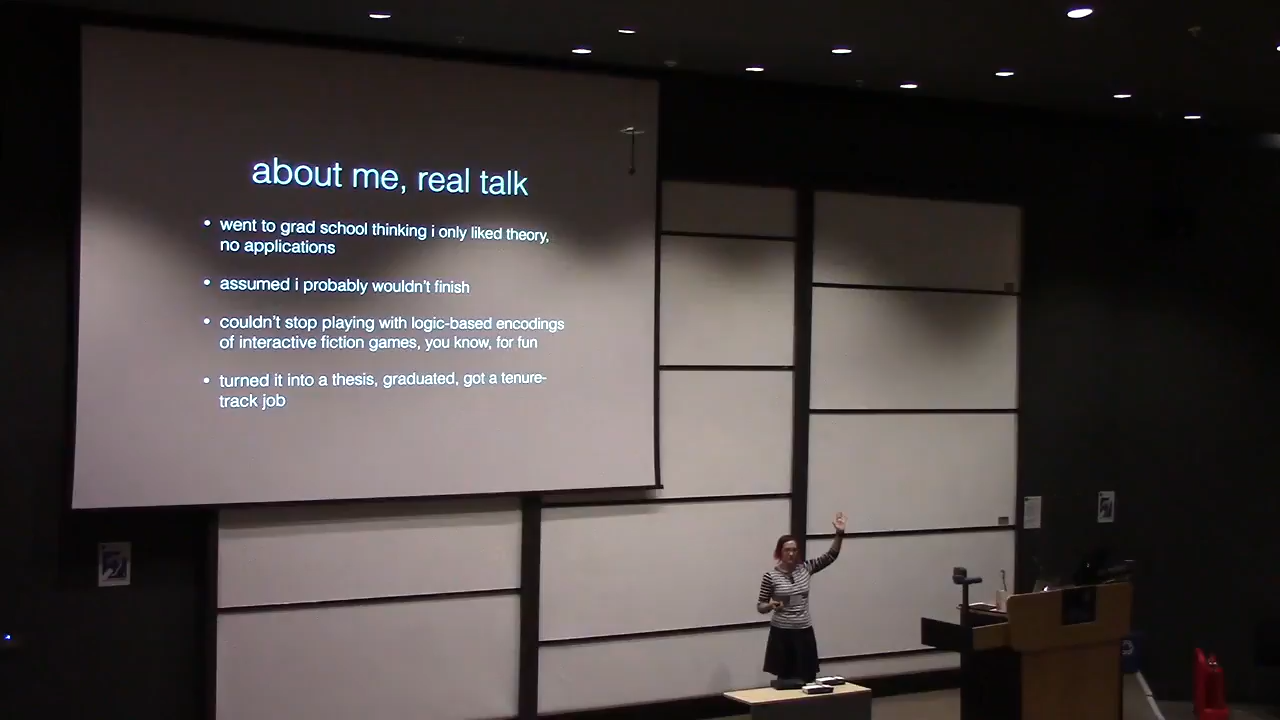 about me, real talk
• went to grad school thinking i only liked theory,
no applications
• assumed i probably wouldn't finish
• couldn't stop playing with logic-based encodings
of interactive fiction games, you know, for fun
• turned it into a thesis, graduated, got a tenure-
track job